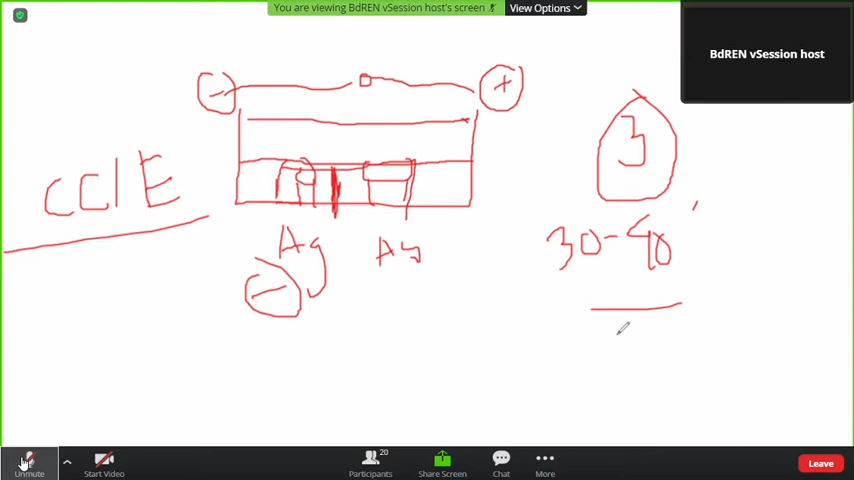 You are viewing BdREN vSession host's screen
View Options
BdREN vSession host
-
+
3
CCIE
Ag
Ag
-
30-40
Unmute
Start Video
20
Participants
Share Screen
Chat
More
Leave